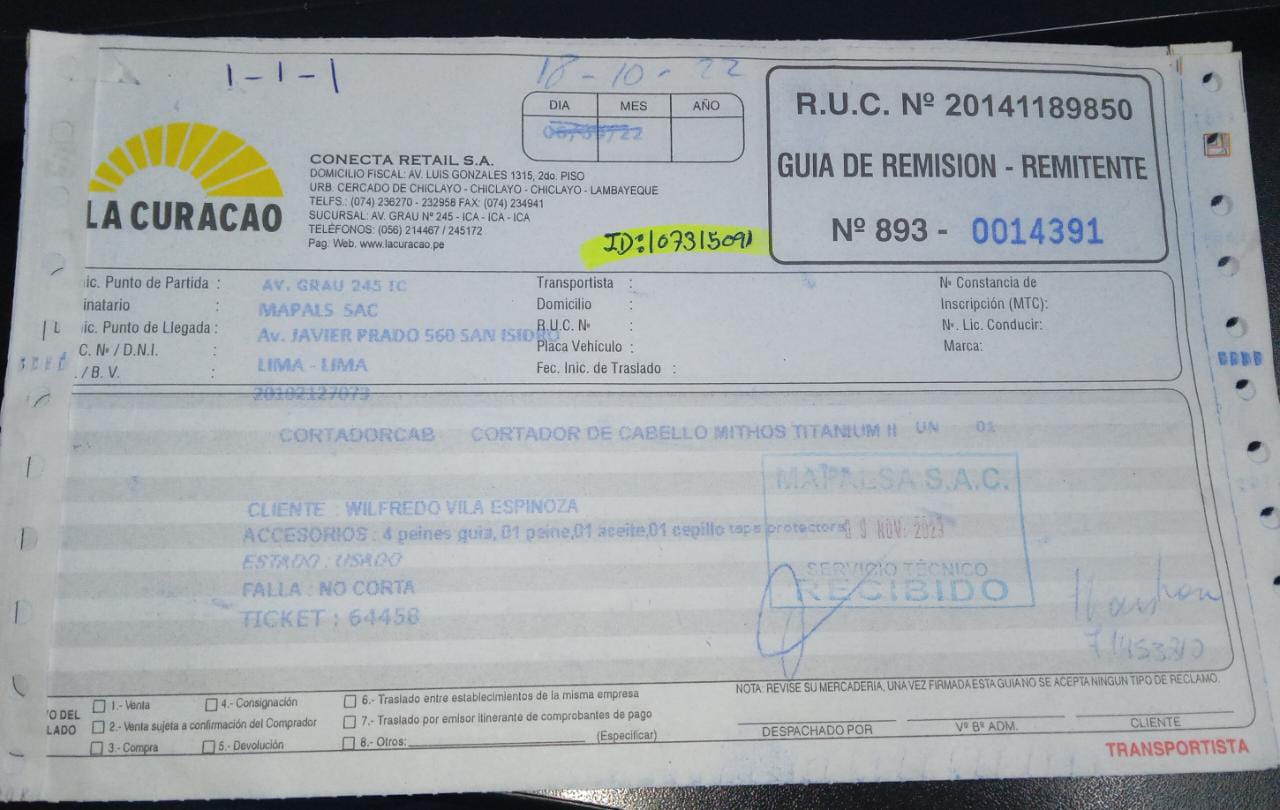 1-1-1
18-10-22
DIA MES AÑO
LA CURACAO
CONECTA RETAIL S.A.
DOMICILIO FISCAL: AV. LUIS GONZALES 1315, 2do. PISO
URB. CERCADO DE CHICLAYO - CHICLAYO - CHICLAYO - LAMBAYEQUE
TELFS.: (074) 236270 - 232958 FAX: (074) 234941
SUCURSAL: AV. GRAU Nº 245 - ICA - ICA - ICA
TELÉFONOS: (056) 214467 / 245172
Pag. Web. www.lacuracao.pe
R.U.C. Nº 20141189850
GUIA DE REMISION - REMITENTE
Nº 893 - 0014391
ID:107315091
ic. Punto de Partida : AV. GRAU 245 IC
inatario : MAPALS SAC
ic. Punto de Llegada : Av. JAVIER PRADO 560 SAN ISIDRO
C. Nº / D.N.I. : LIMA - LIMA
/ B. V. :
20102127073
Transportista :
Domicilio :
R.U.C. Nº :
Placa Vehículo :
Fec. Inic. de Traslado :
Nº Constancia de
Inscripción (MTC):
Nº. Lic. Conducir:
Marca:
CORTADORCAB CORTADOR DE CABELLO MITHOS TITANIUM II UN 01
CLIENTE : WILFREDO VILA ESPINOZA
ACCESORIOS : 4 peines guia, 01 peine,01 aceite,01 cepillo tapa protectora
ESTADO : USADO
FALLA : NO CORTA
TICKET : 64458
MAPALSA S.A.C.
NOV. 2023
SERVICIO TÉCNICO
RECIBIDO
O DEL
LADO
1.- Venta
2.- Venta sujeta a confirmación del Comprador
3.- Compra
4.- Consignación
5.- Devolución
6.- Traslado entre establecimientos de la misma empresa
7.- Traslado por emisor itinerante de comprobantes de pago
8.- Otros: (Especificar)
NOTA: REVISE SU MERCADERIA, UNA VEZ FIRMADA ESTA GUIA NO SE ACEPTA NINGUN TIPO DE RECLAMO.
DESPACHADO POR
Vº Bº ADM.
CLIENTE
TRANSPORTISTA